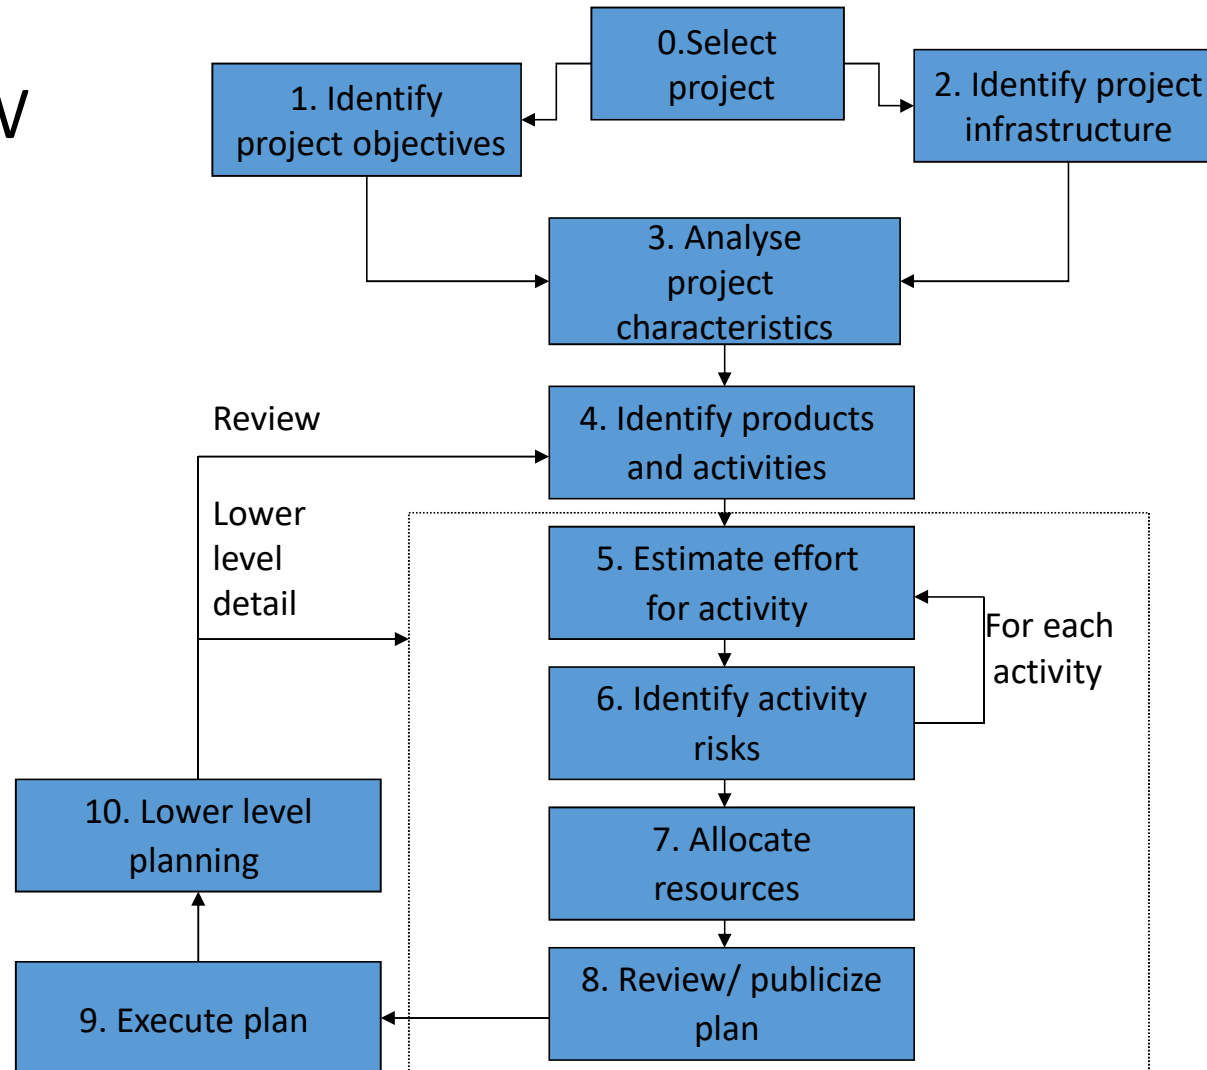 0.Select
project
1. Identify
project objectives
2. Identify project
infrastructure
3. Analyse
project
characteristics
Review
4. Identify products
and activities
Lower
level
detail
5. Estimate effort
for activity
For each
activity
6. Identify activity
risks
10. Lower level
planning
7. Allocate
resources
8. Review/ publicize
plan
9. Execute plan